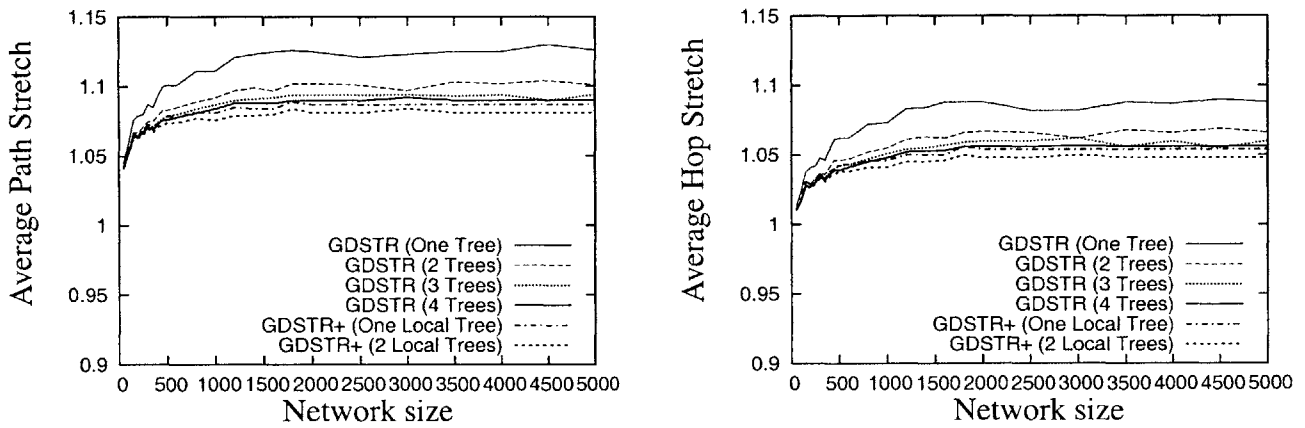 Average Path Stretch
1.15
1.1
1.05
1
0.95
0.9
GDSTR (One Tree)
GDSTR (2 Trees)
GDSTR (3 Trees)
GDSTR (4 Trees)
GDSTR+ (One Local Tree)
GDSTR+ (2 Local Trees)
0 500 1000 1500 2000 2500 3000 3500 4000 4500 5000
Network size
Average Hop Stretch
1.15
1.1
1.05
1
0.95
0.9
GDSTR (One Tree)
GDSTR (2 Trees)
GDSTR (3 Trees)
GDSTR (4 Trees)
GDSTR+ (One Local Tree)
GDSTR+ (2 Local Trees)
0 500 1000 1500 2000 2500 3000 3500 4000 4500 5000
Network size